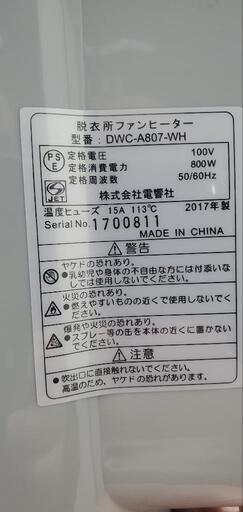 脱衣所ファンヒーター
型番： DWC-A807-WH
PS E 定格電圧 100V
定格消費電力 800W
定格周波数 50/60Hz
JET 株式会社電響社
温度ヒューズ 15A 113℃ 2017年製
Serial No. 1700811
MADE IN CHINA
警告
ヤケドの恐れあり。
●乳幼児や身体の不自由な方には付添いな
しでは使用しないでください。
火災の恐れあり。
●燃えやすいものの近くで使用しないでく
ださい。
爆発や火災の恐れあり。
●スプレー等の缶を本体の近くに置かない
でください。
注意
●吹出口に直接触れないでください。
高温のため、ヤケドの恐れがあります。